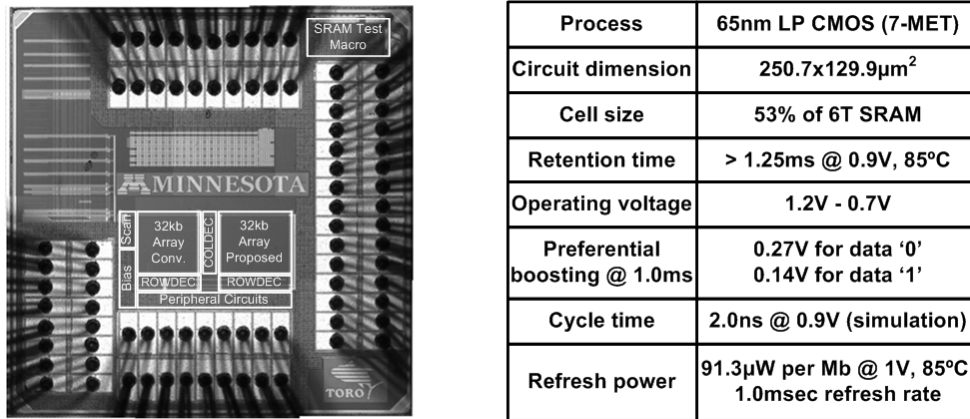 SRAM Test
Macro
MINNESOTA
Scan
32kb
Array
Conv.
COLDEC
32kb
Array
Proposed
Bias
ROWDEC
ROWDEC
Peripheral Circuits
TORO
Process
65nm LP CMOS (7-MET)
Circuit dimension
250.7x129.9µm²
Cell size
53% of 6T SRAM
Retention time
> 1.25ms @ 0.9V, 85ºC
Operating voltage
1.2V - 0.7V
Preferential
boosting @ 1.0ms
0.27V for data ‘0’
0.14V for data ‘1’
Cycle time
2.0ns @ 0.9V (simulation)
Refresh power
91.3µW per Mb @ 1V, 85ºC
1.0msec refresh rate